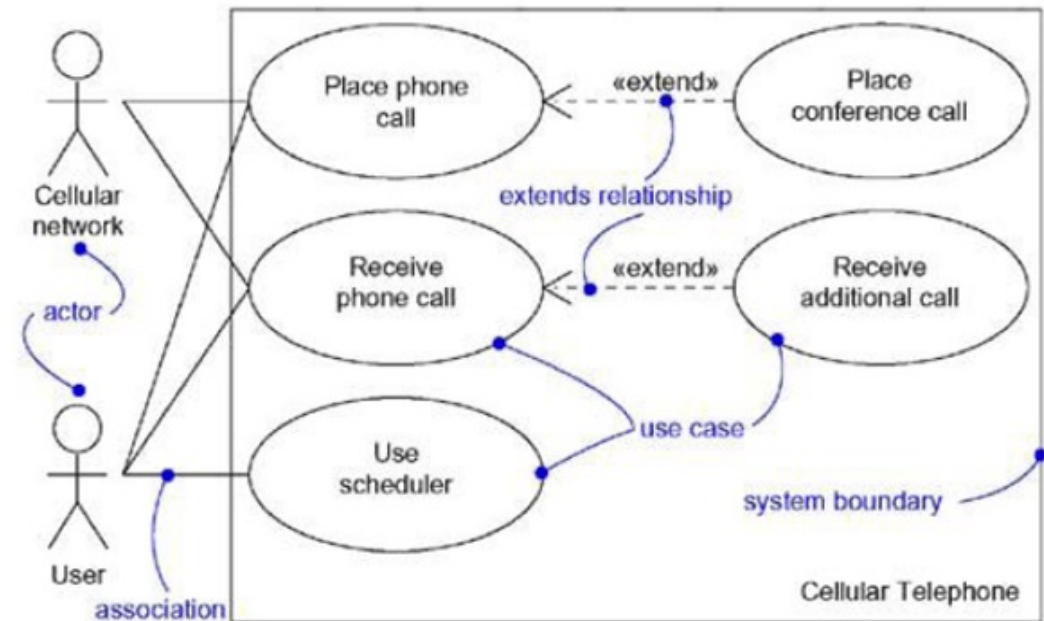 Place phone
call
«extend»
Place
conference call
Cellular
network
extends relationship
Receive
phone call
«extend»
Receive
additional call
actor
use case
Use
scheduler
system boundary
User
association
Cellular Telephone